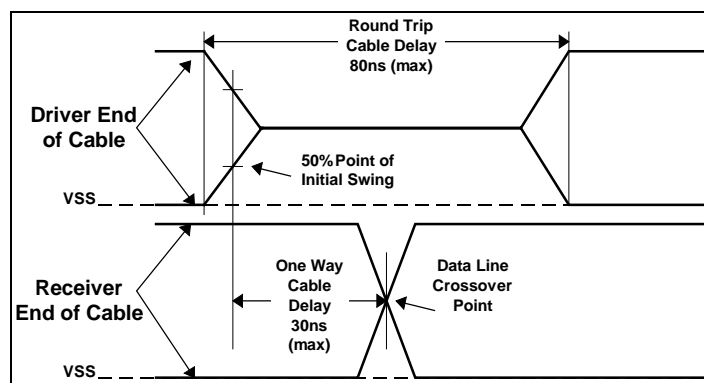 Round Trip
Cable Delay
80ns (max)
Driver End
of Cable
50% Point of
Initial Swing
VSS
One Way
Cable
Delay
30ns
(max)
Data Line
Crossover
Point
Receiver
End of Cable
VSS